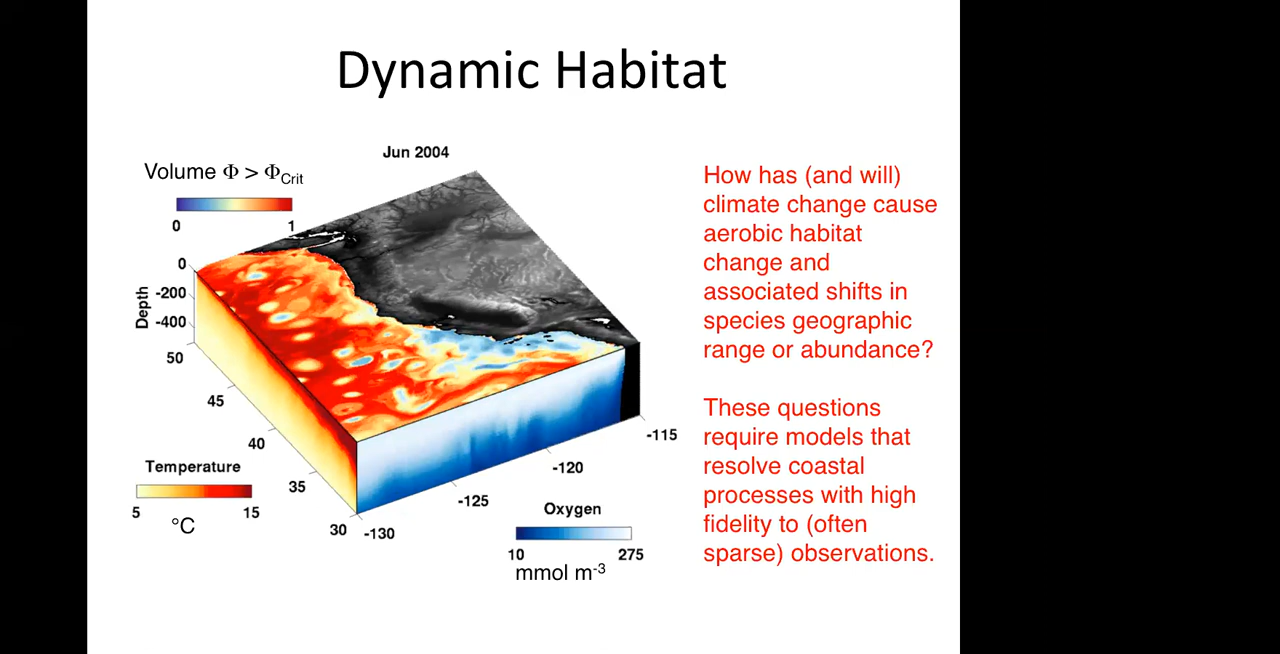 Dynamic Habitat
Jun 2004
Volume Φ > ΦCrit
0 1
0
-200
-400
Depth
50
45
40
35
30
-130
-125
-120
-115
Temperature
5 15
°C
Oxygen
10 275
mmol m-3
How has (and will)
climate change cause
aerobic habitat
change and
associated shifts in
species geographic
range or abundance?
These questions
require models that
resolve coastal
processes with high
fidelity to (often
sparse) observations.